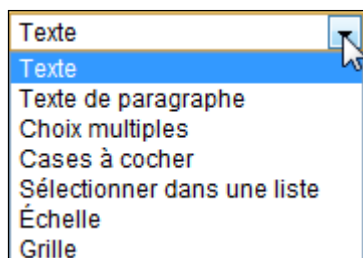 Texte
Texte
Texte de paragraphe
Choix multiples
Cases à cocher
Sélectionner dans une liste
Échelle
Grille